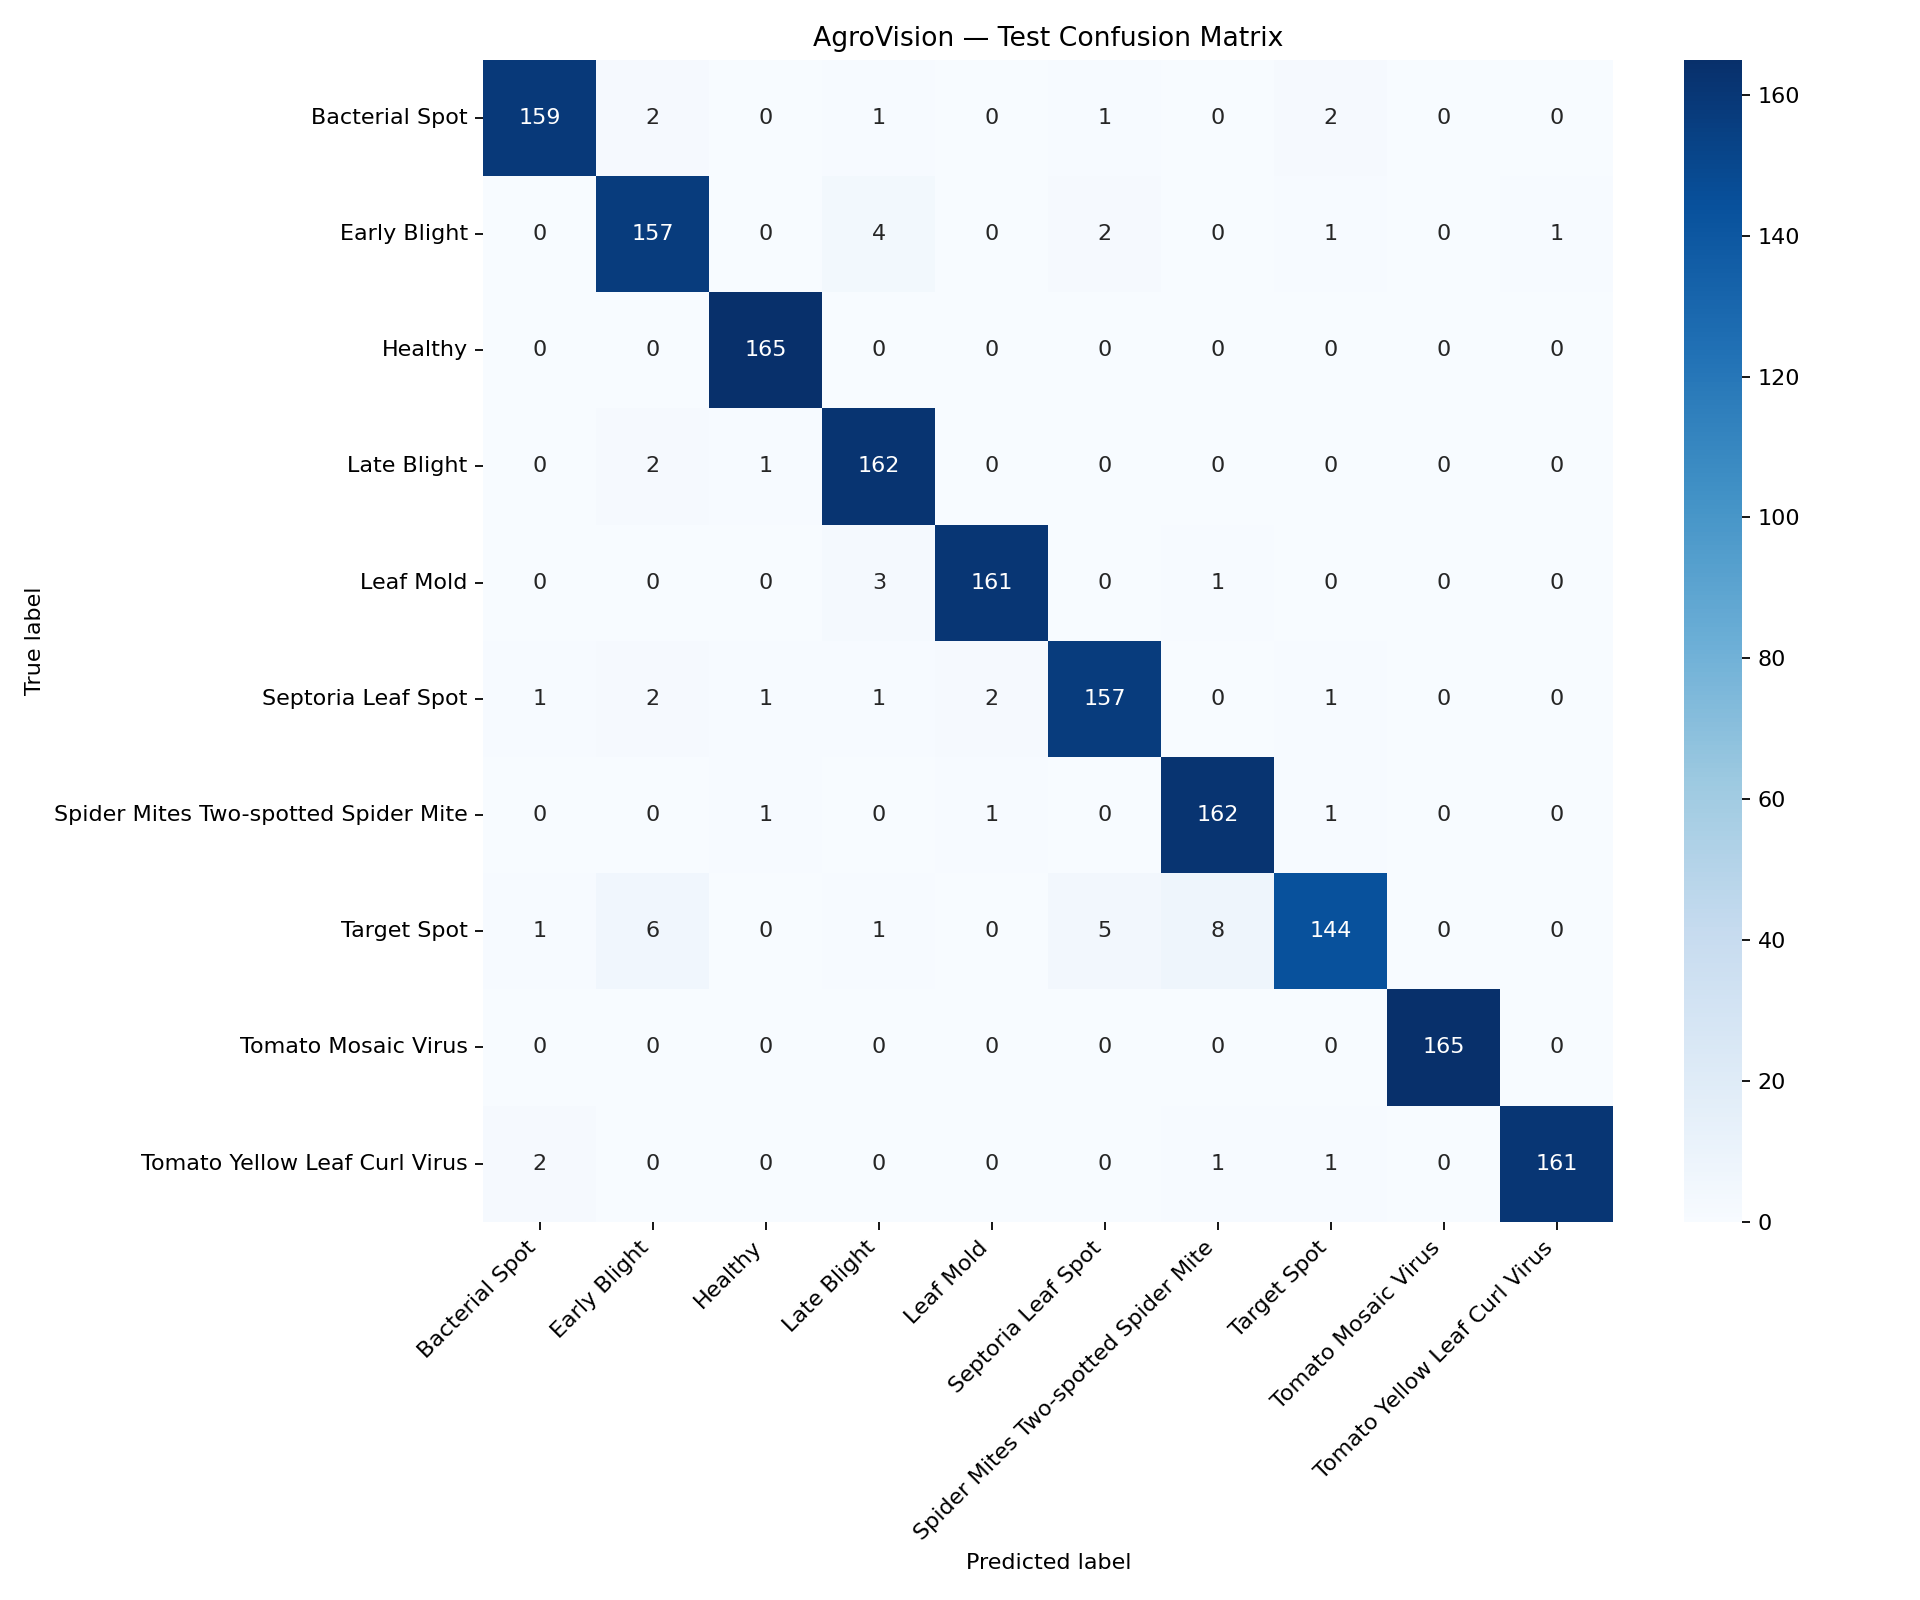 AgroVision — Test Confusion Matrix
Bacterial Spot 159 2 0 1 0 1 0 2 0 0
Early Blight 0 157 0 4 0 2 0 1 0 1
Healthy 0 0 165 0 0 0 0 0 0 0
Late Blight 0 2 1 162 0 0 0 0 0 0
Leaf Mold 0 0 0 3 161 0 1 0 0 0
Septoria Leaf Spot 1 2 1 1 2 157 0 1 0 0
Spider Mites Two-spotted Spider Mite 0 0 1 0 1 0 162 1 0 0
Target Spot 1 6 0 1 0 5 8 144 0 0
Tomato Mosaic Virus 0 0 0 0 0 0 0 0 165 0
Tomato Yellow Leaf Curl Virus 2 0 0 0 0 0 1 1 0 161
True label
Bacterial Spot
Early Blight
Healthy
Late Blight
Leaf Mold
Septoria Leaf Spot
Spider Mites Two-spotted Spider Mite
Target Spot
Tomato Mosaic Virus
Tomato Yellow Leaf Curl Virus
Predicted label
160
140
120
100
80
60
40
20
0